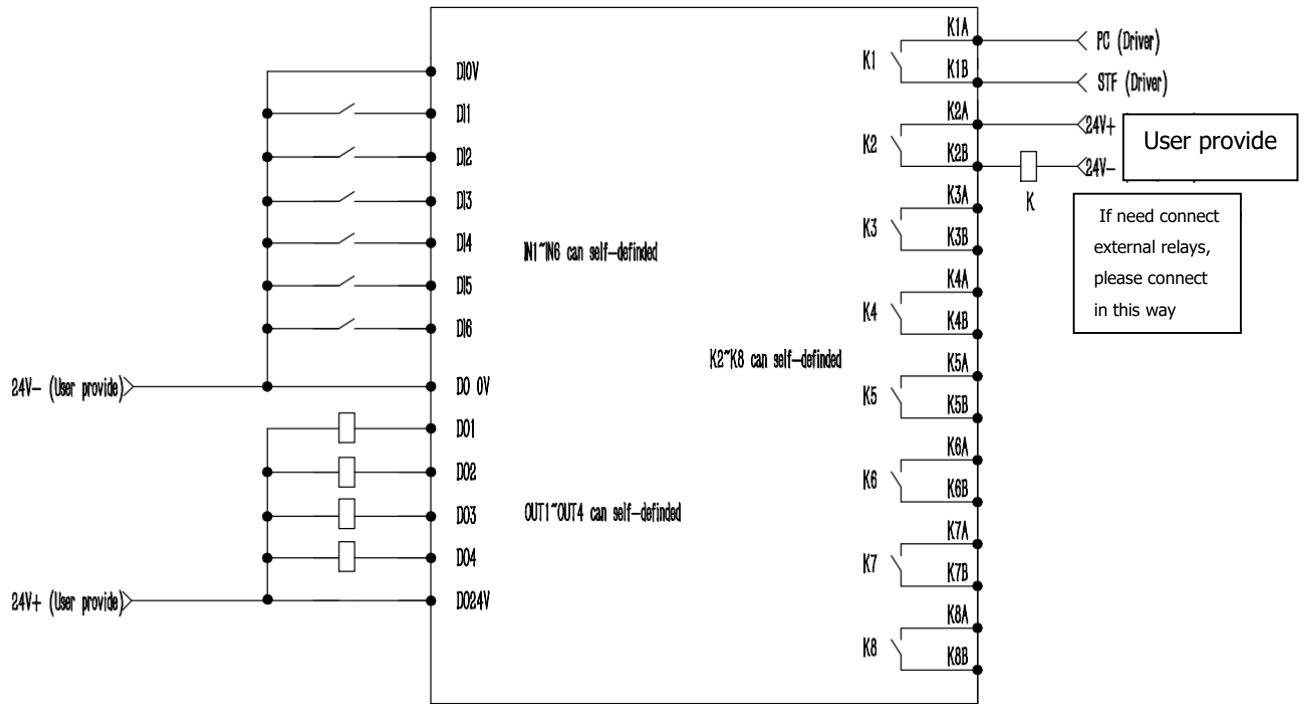 DI0V
DI1
DI2
DI3
DI4
DI5
DI6
IN1~IN6 can self-definded
24V- (User provide)
DO 0V
DO1
DO2
DO3
OUT1~OUT4 can self-definded
DO4
24V+ (User provide)
DO24V
K1A
K1
K1B
PC (Driver)
STF (Driver)
K2A
K2
K2B
24V+
User provide
24V-
K
K3A
K3
K3B
If need connect
external relays,
please connect
in this way
K4A
K4
K4B
K2~K8 can self-definded
K5A
K5
K5B
K6A
K6
K6B
K7A
K7
K7B
K8A
K8
K8B